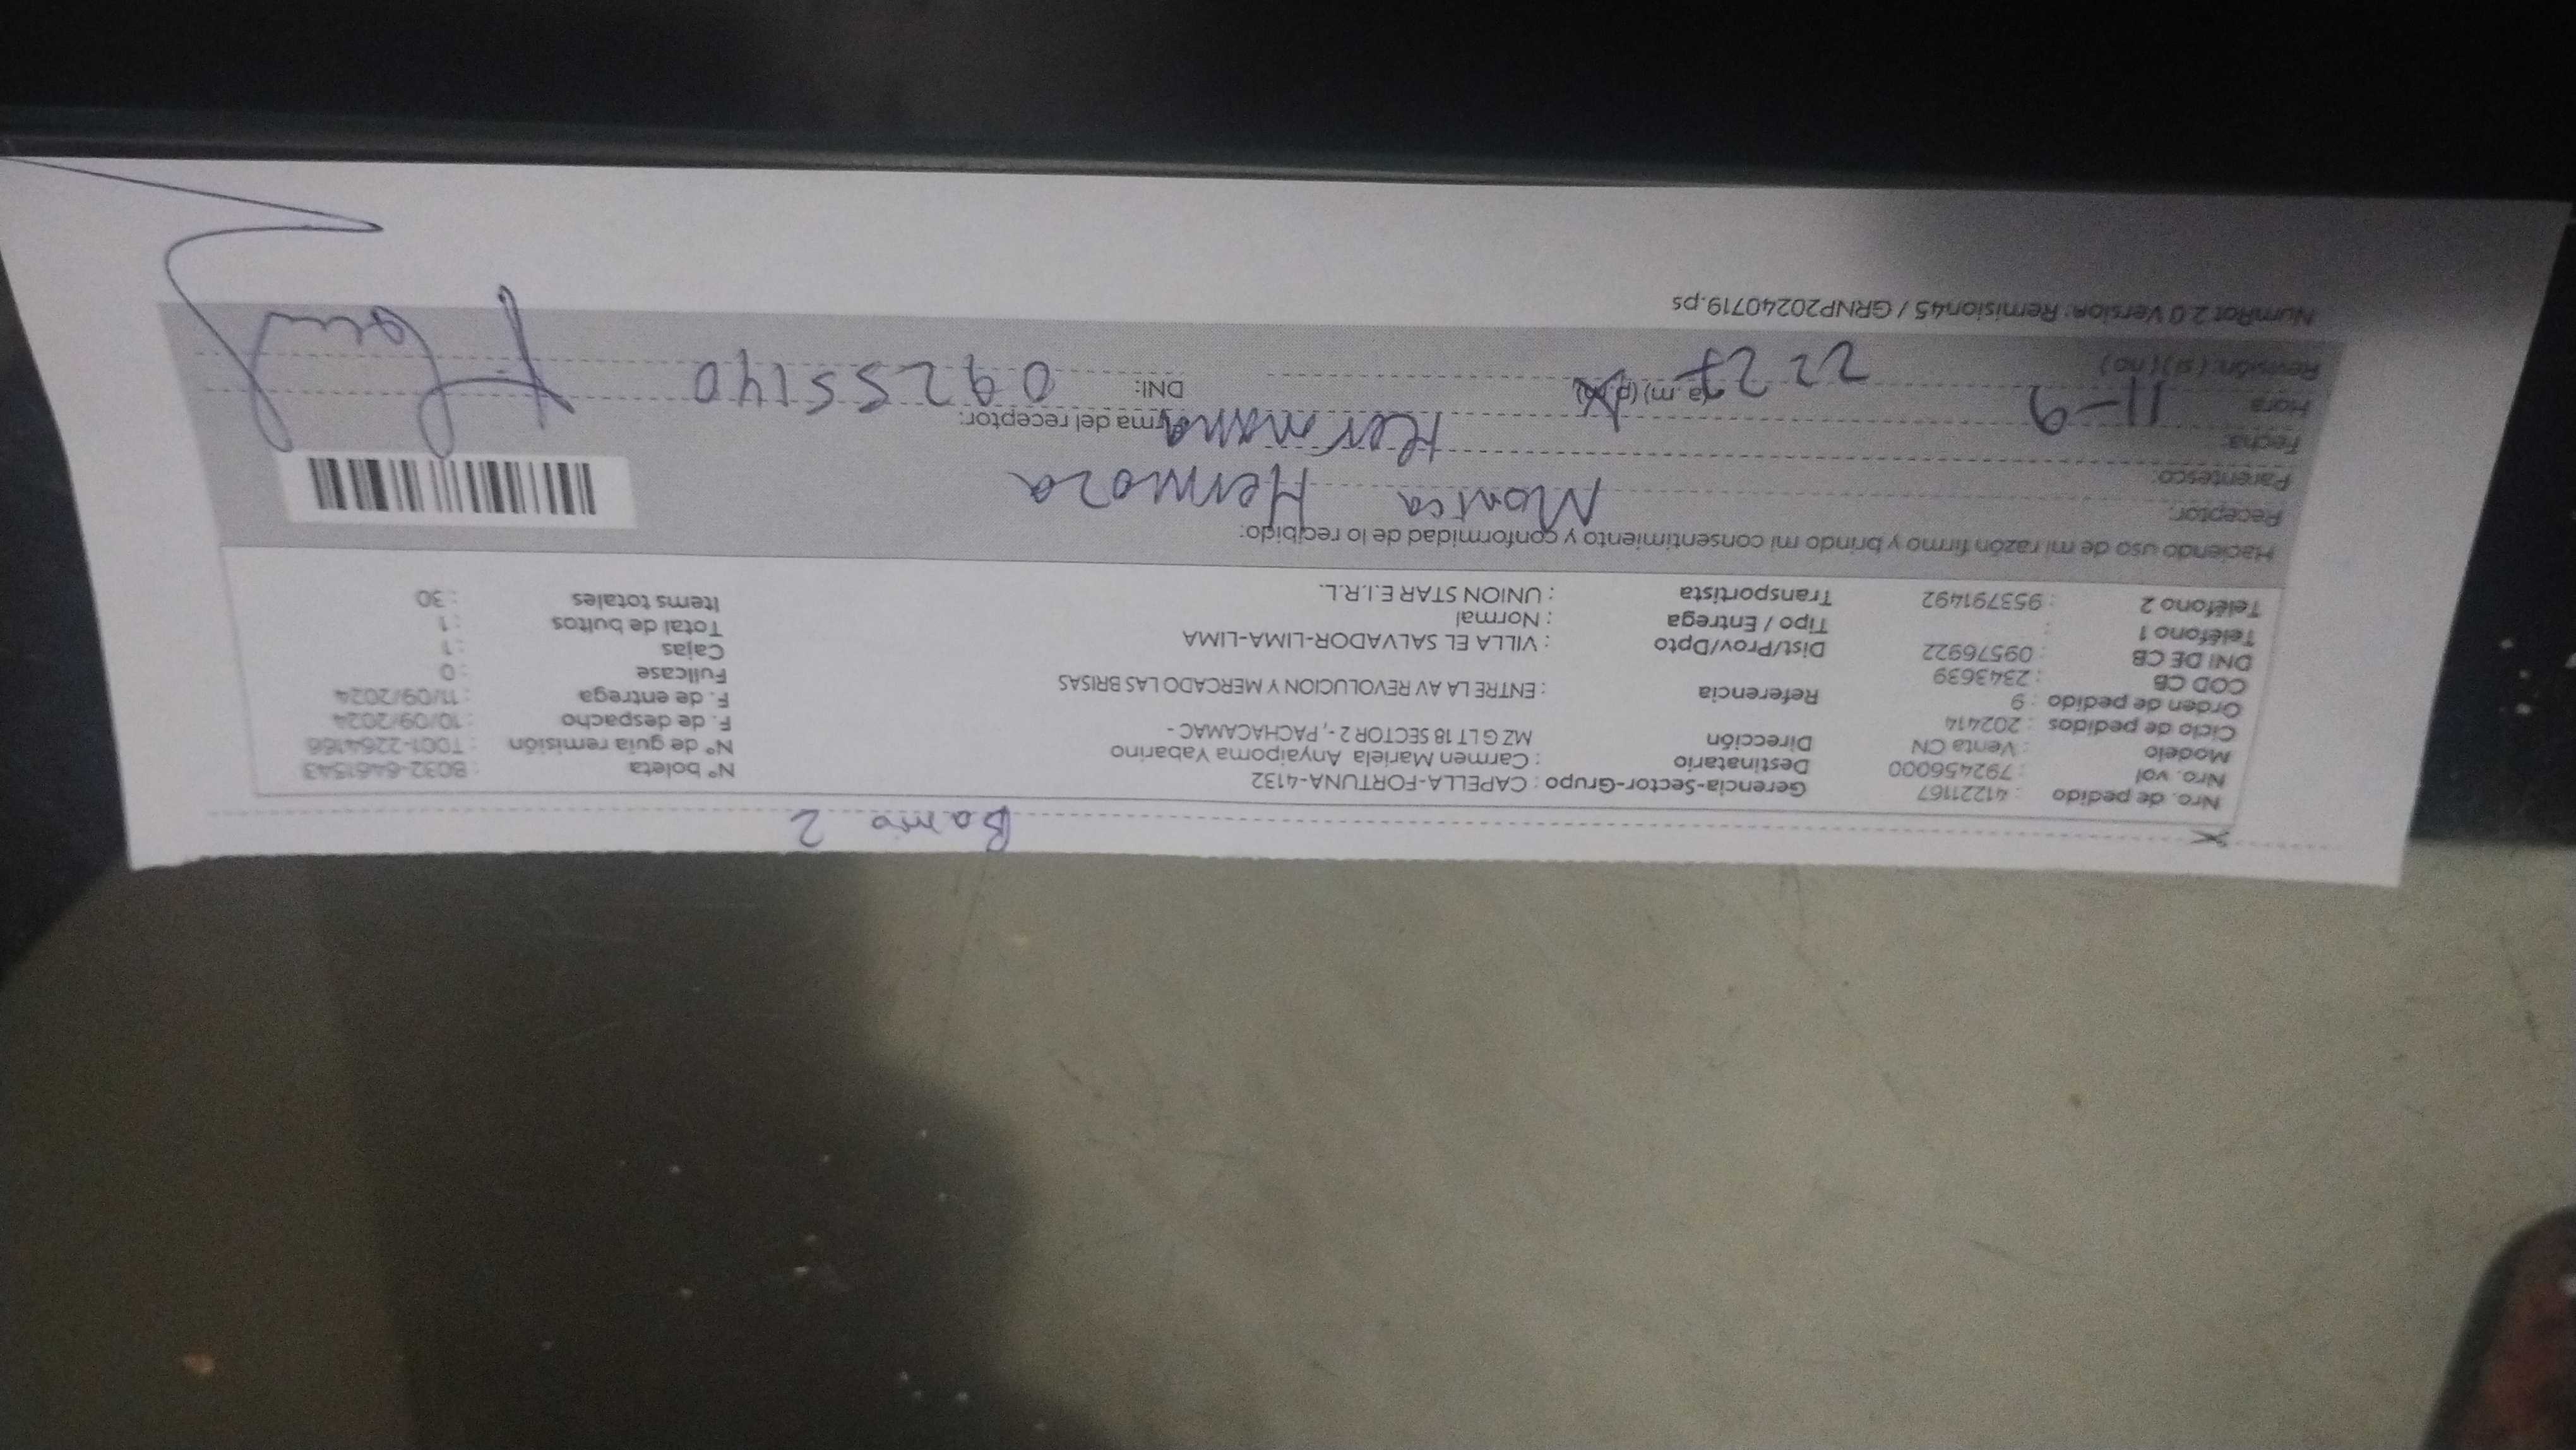 Barrio 2
Nro. de pedido : 41221167 Gerencia-Sector-Grupo : CAPELLA-FORTUNA-4132 N° boleta : B032-64461543
Nro. vol : 792456000 Destinatario : Carmen Mariela Anyaipoma Yabarino N° de guia remisión : T001-2264166
Modelo : Venta CN Dirección MZ G LT 18 SECTOR 2 -, PACHACAMAC - F. de despacho : 10/09/2024
Ciclo de pedidos : 202414 F. de entrega : 11/09/2024
Orden de pedido : 9 Referencia : ENTRE LA AV REVOLUCION Y MERCADO LAS BRISAS Fullcase : 0
COD CB : 2343639 Cajas : 1
DNI DE CB : 09576922 Dist/Prov/Dpto : VILLA EL SALVADOR-LIMA-LIMA Total de bultos : 1
Teléfono 1 : Tipo / Entrega : Normal Items totales : 30
Teléfono 2 : 953791492 Transportista : UNION STAR E.I.R.L.
Haciendo uso de mi razón firmo y brindo mi consentimiento y conformidad de lo recibido:
Receptor: Monica Hermoza
Parentesco: Hermana
Fecha: 11-9 Firma del receptor:
Hora 22 27 (a. m) (p. m) DNI: 09255140
Revisión: ( si ) ( no )
NumRot 2.0 Version: Remision45 / GRNP20240719.ps